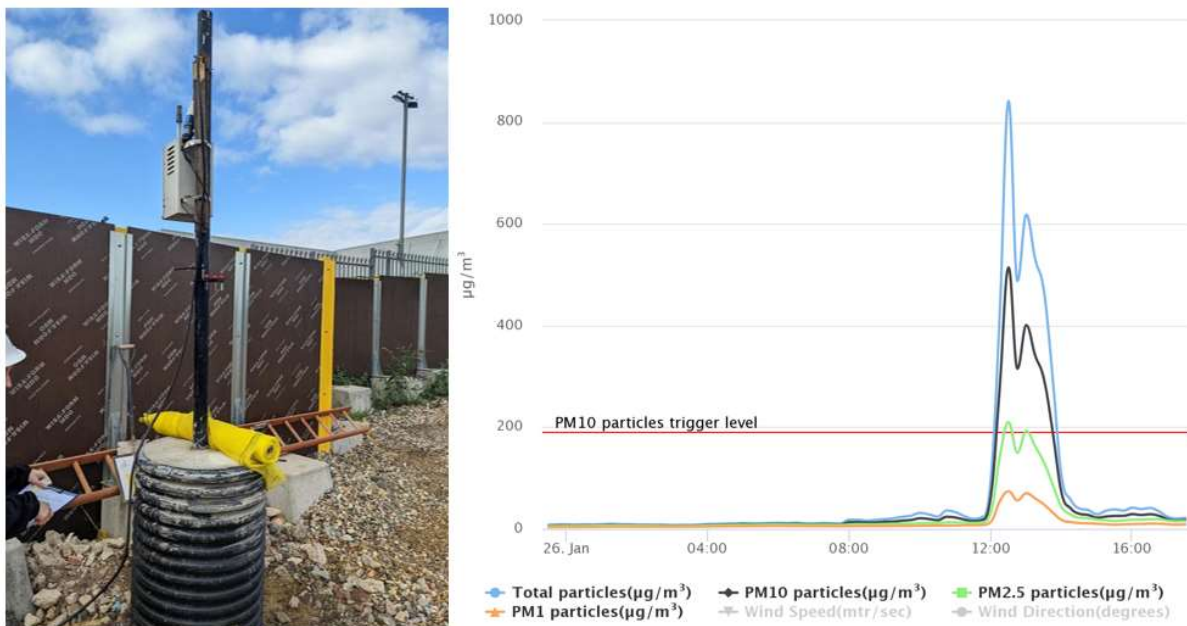 1000
800
600
µg/m³
400
PM10 particles trigger level
200
0
26. Jan
04:00
08:00
12:00
16:00
Total particles(µg/m³)
PM10 particles(µg/m³)
PM2.5 particles(µg/m³)
PM1 particles(µg/m³)
Wind Speed(mtr/sec)
Wind Direction(degrees)